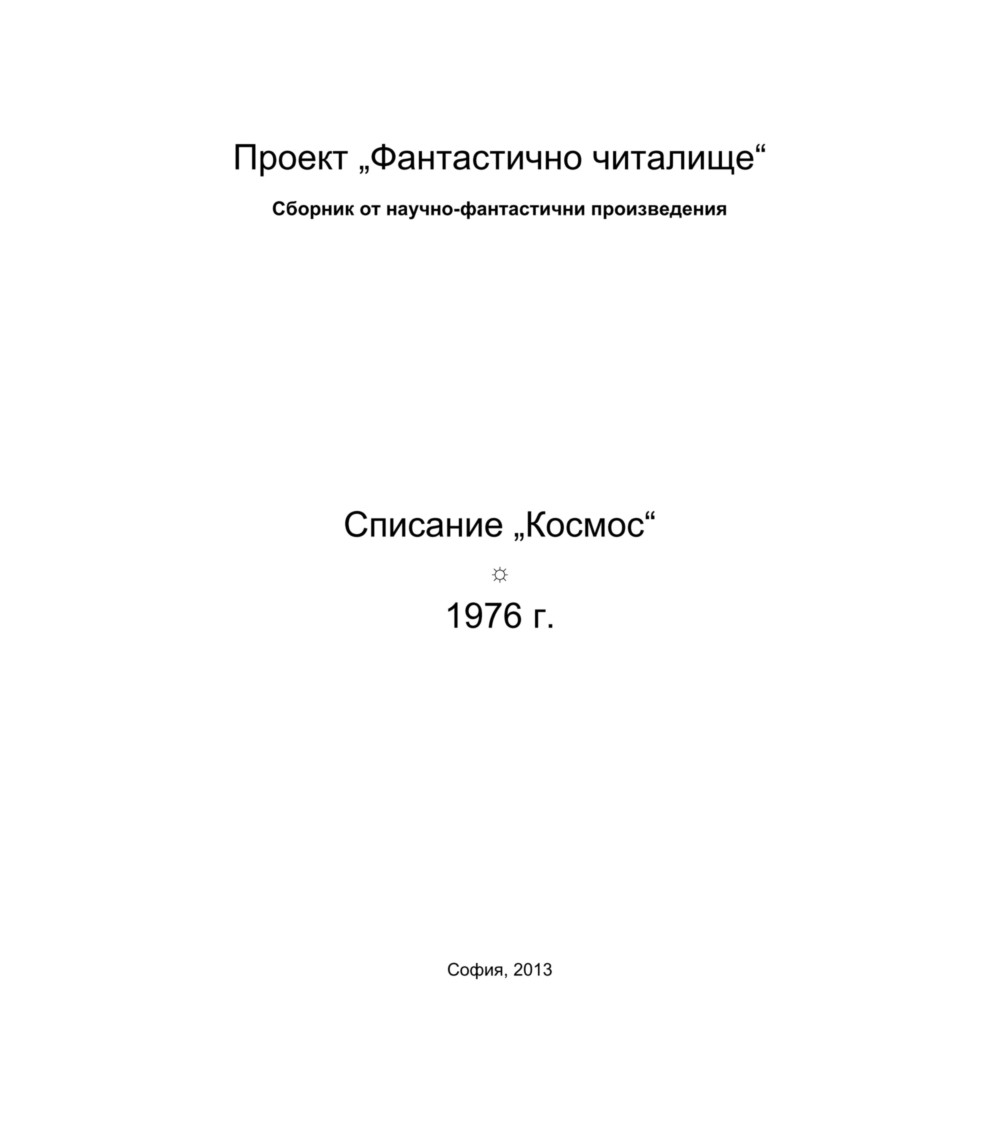 Проект „Фантастично читалище“
Сборник от научно-фантастични произведения
Списание „Космос“
☼
1976 г.
София, 2013